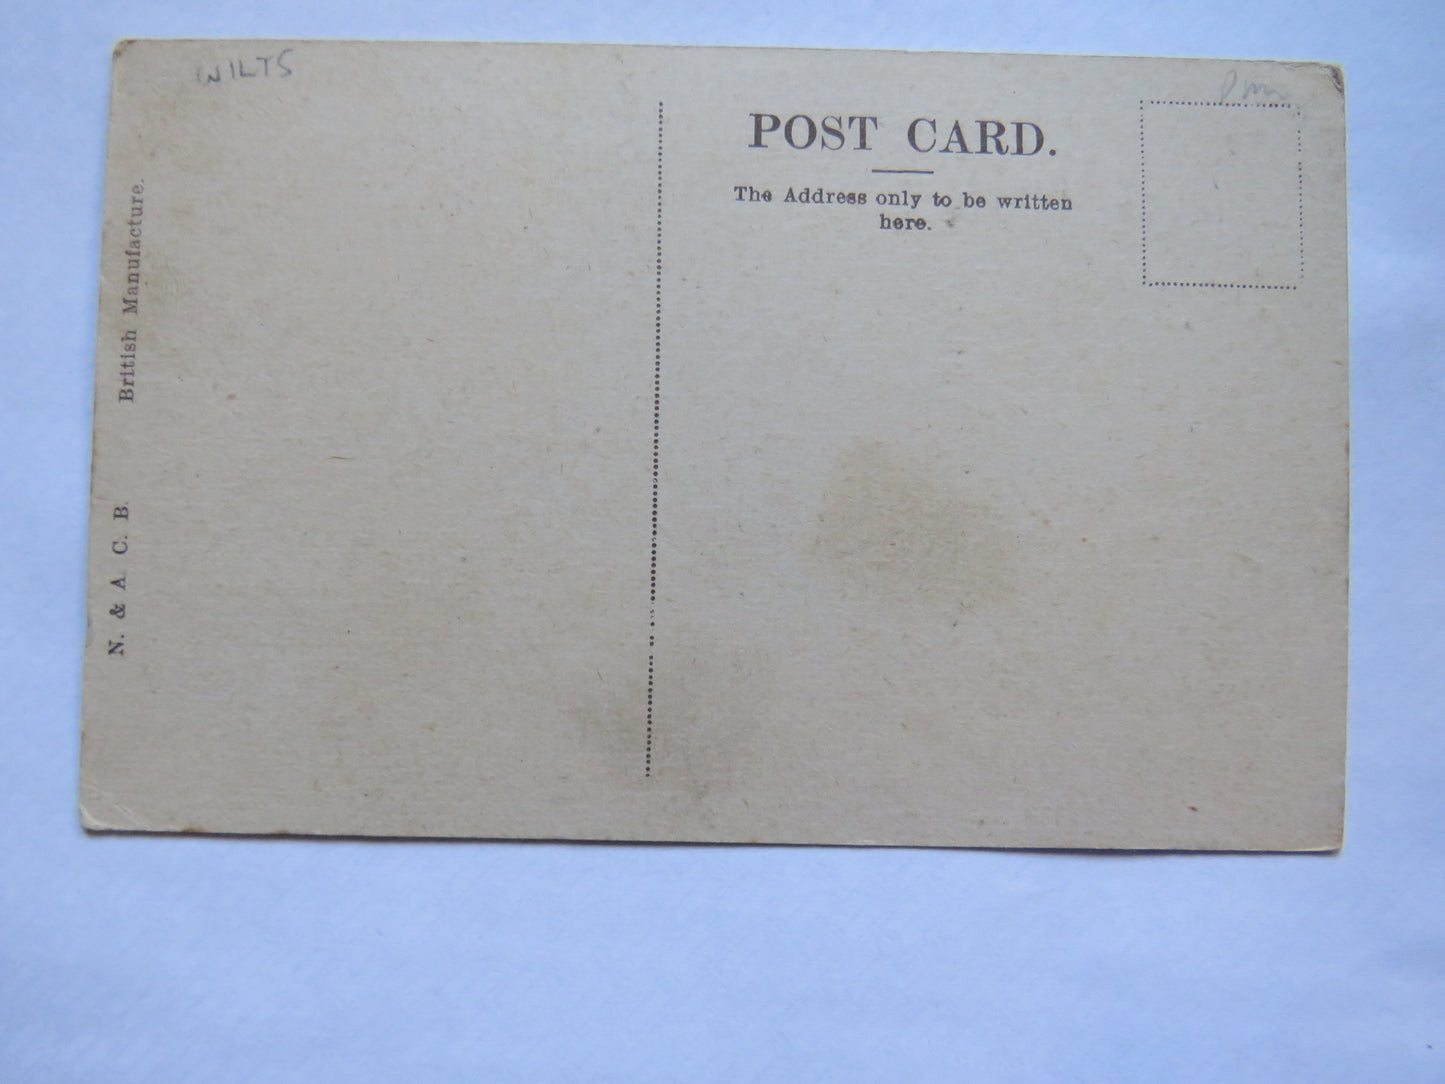 WILTS
POST CARD.
The Address only to be written
here.
N. & A. C. B. British Manufacture.